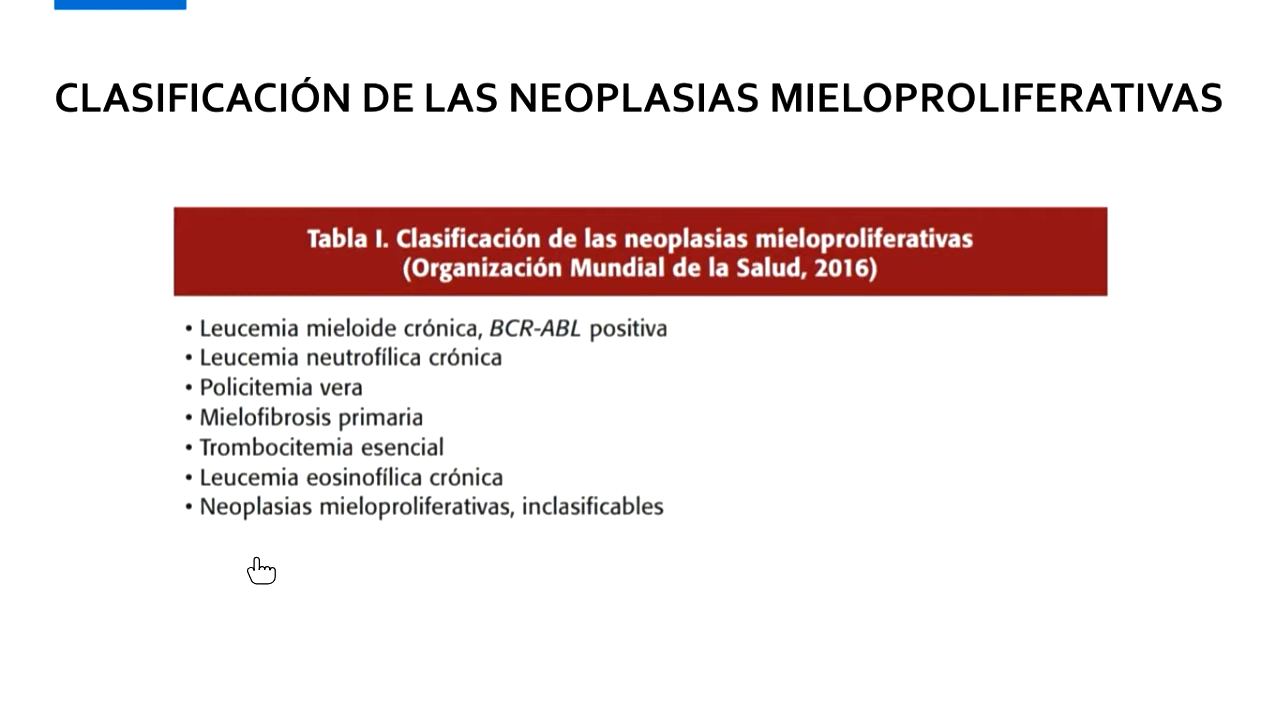 CLASIFICACIÓN DE LAS NEOPLASIAS MIELOPROLIFERATIVAS
Tabla I. Clasificación de las neoplasias mieloproliferativas
(Organización Mundial de la Salud, 2016)
• Leucemia mieloide crónica, BCR-ABL positiva
• Leucemia neutrofílica crónica
• Policitemia vera
• Mielofibrosis primaria
• Trombocitemia esencial
• Leucemia eosinofílica crónica
• Neoplasias mieloproliferativas, inclasificables